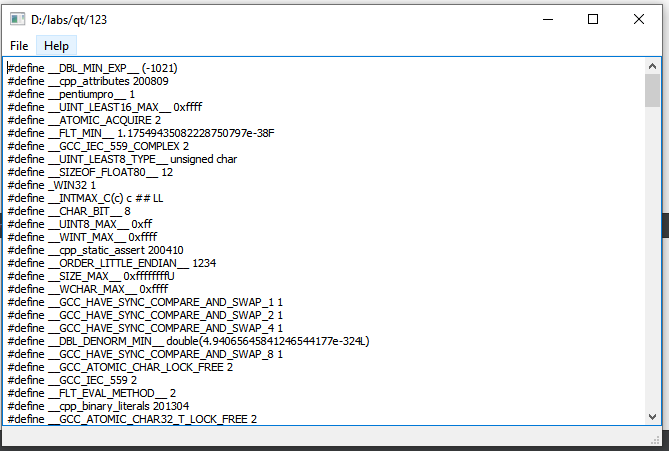 D:/labs/qt/123
File Help
#define __DBL_MIN_EXP__ (-1021)
#define __cpp_attributes 200809
#define __pentiumpro__ 1
#define __UINT_LEAST16_MAX__ 0xffff
#define __ATOMIC_ACQUIRE 2
#define __FLT_MIN__ 1.17549435082228750797e-38F
#define __GCC_IEC_559_COMPLEX 2
#define __UINT_LEAST8_TYPE__ unsigned char
#define __SIZEOF_FLOAT80__ 12
#define _WIN32 1
#define __INTMAX_C(c) c ## LL
#define __CHAR_BIT__ 8
#define __UINT8_MAX__ 0xff
#define __WINT_MAX__ 0xffff
#define __cpp_static_assert 200410
#define __ORDER_LITTLE_ENDIAN__ 1234
#define __SIZE_MAX__ 0xffffffffU
#define __WCHAR_MAX__ 0xffff
#define __GCC_HAVE_SYNC_COMPARE_AND_SWAP_1 1
#define __GCC_HAVE_SYNC_COMPARE_AND_SWAP_2 1
#define __GCC_HAVE_SYNC_COMPARE_AND_SWAP_4 1
#define __DBL_DENORM_MIN__ double(4.94065645841246544177e-324L)
#define __GCC_HAVE_SYNC_COMPARE_AND_SWAP_8 1
#define __GCC_ATOMIC_CHAR_LOCK_FREE 2
#define __GCC_IEC_559 2
#define __FLT_EVAL_METHOD__ 2
#define __cpp_binary_literals 201304
#define __GCC_ATOMIC_CHAR32_T_LOCK_FREE 2